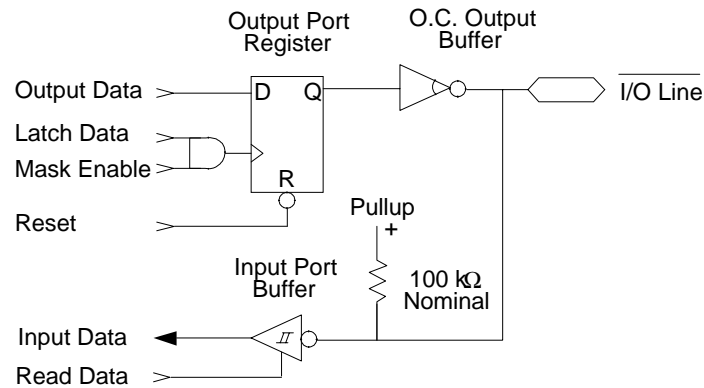 Output Port
Register
O.C. Output
Buffer
Output Data
D
Q
I/O Line
Latch Data
Mask Enable
R
Reset
Pullup
+
Input Port
Buffer
100 kΩ
Nominal
Input Data
Read Data